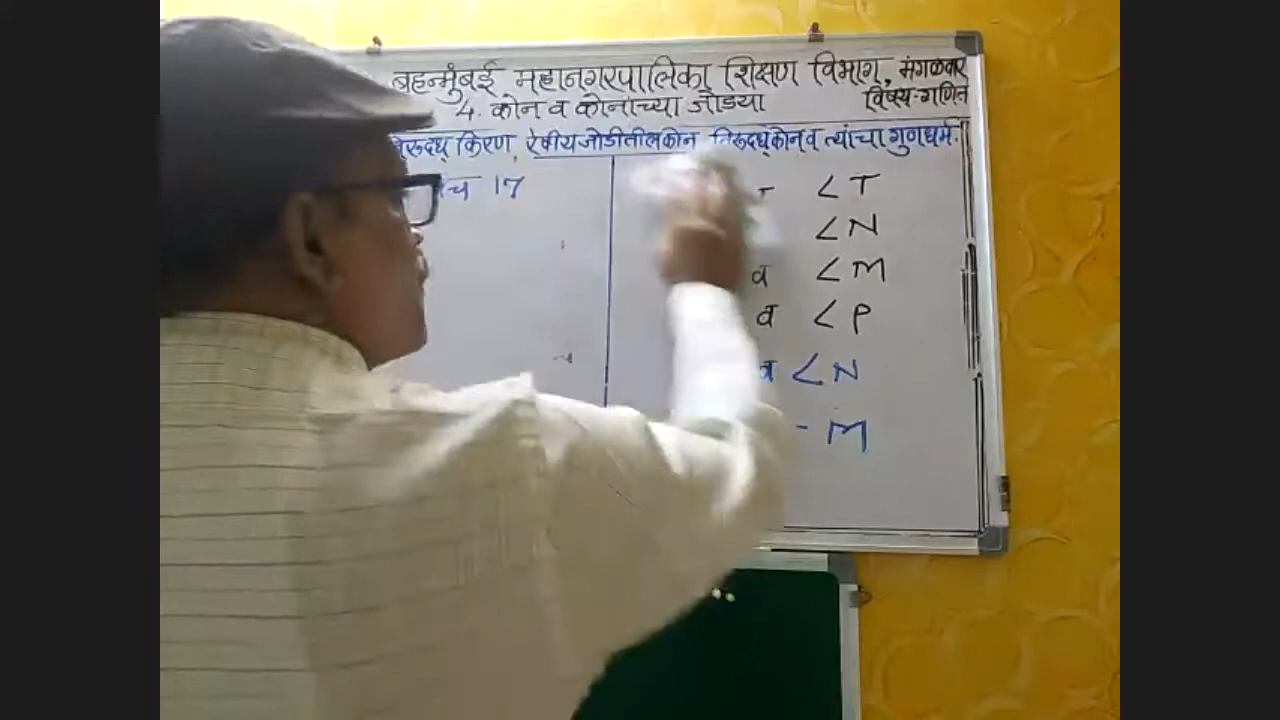 बृहन्मुंबई महानगरपालिका शिक्षण विभाग, मंगळवार
4. कोन व कोनांच्या जोड्या विषय-गणित
विरुद्ध किरण, रेषीय जोडीतील कोन विरुद्ध कोन व त्यांचा गुणधर्म.
17
∠T
∠N
व ∠M
व ∠P
व ∠N
- M